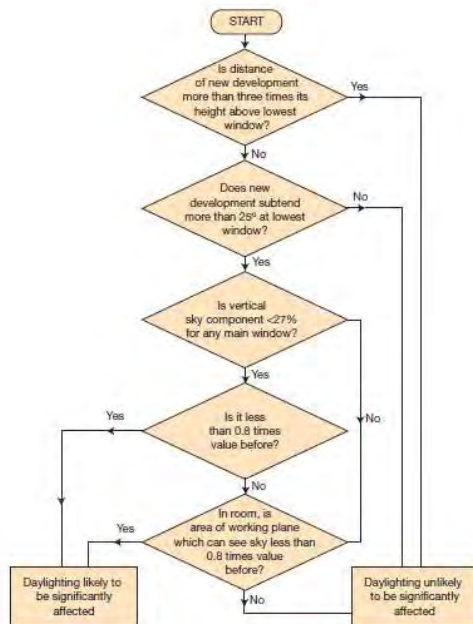 START
Is distance
of new development
more than three times its
height above lowest
window?
Yes
No
Does new
development subtend
more than 25º at lowest
window?
No
Yes
Is vertical
sky component <27%
for any main window?
Yes
No
Is it less
than 0.8 times
value before?
Yes
No
In room, is
area of working plane
which can see sky less than
0.8 times value
before?
Yes
No
Daylighting likely to
be significantly
affected
Daylighting unlikely
to be significantly
affected